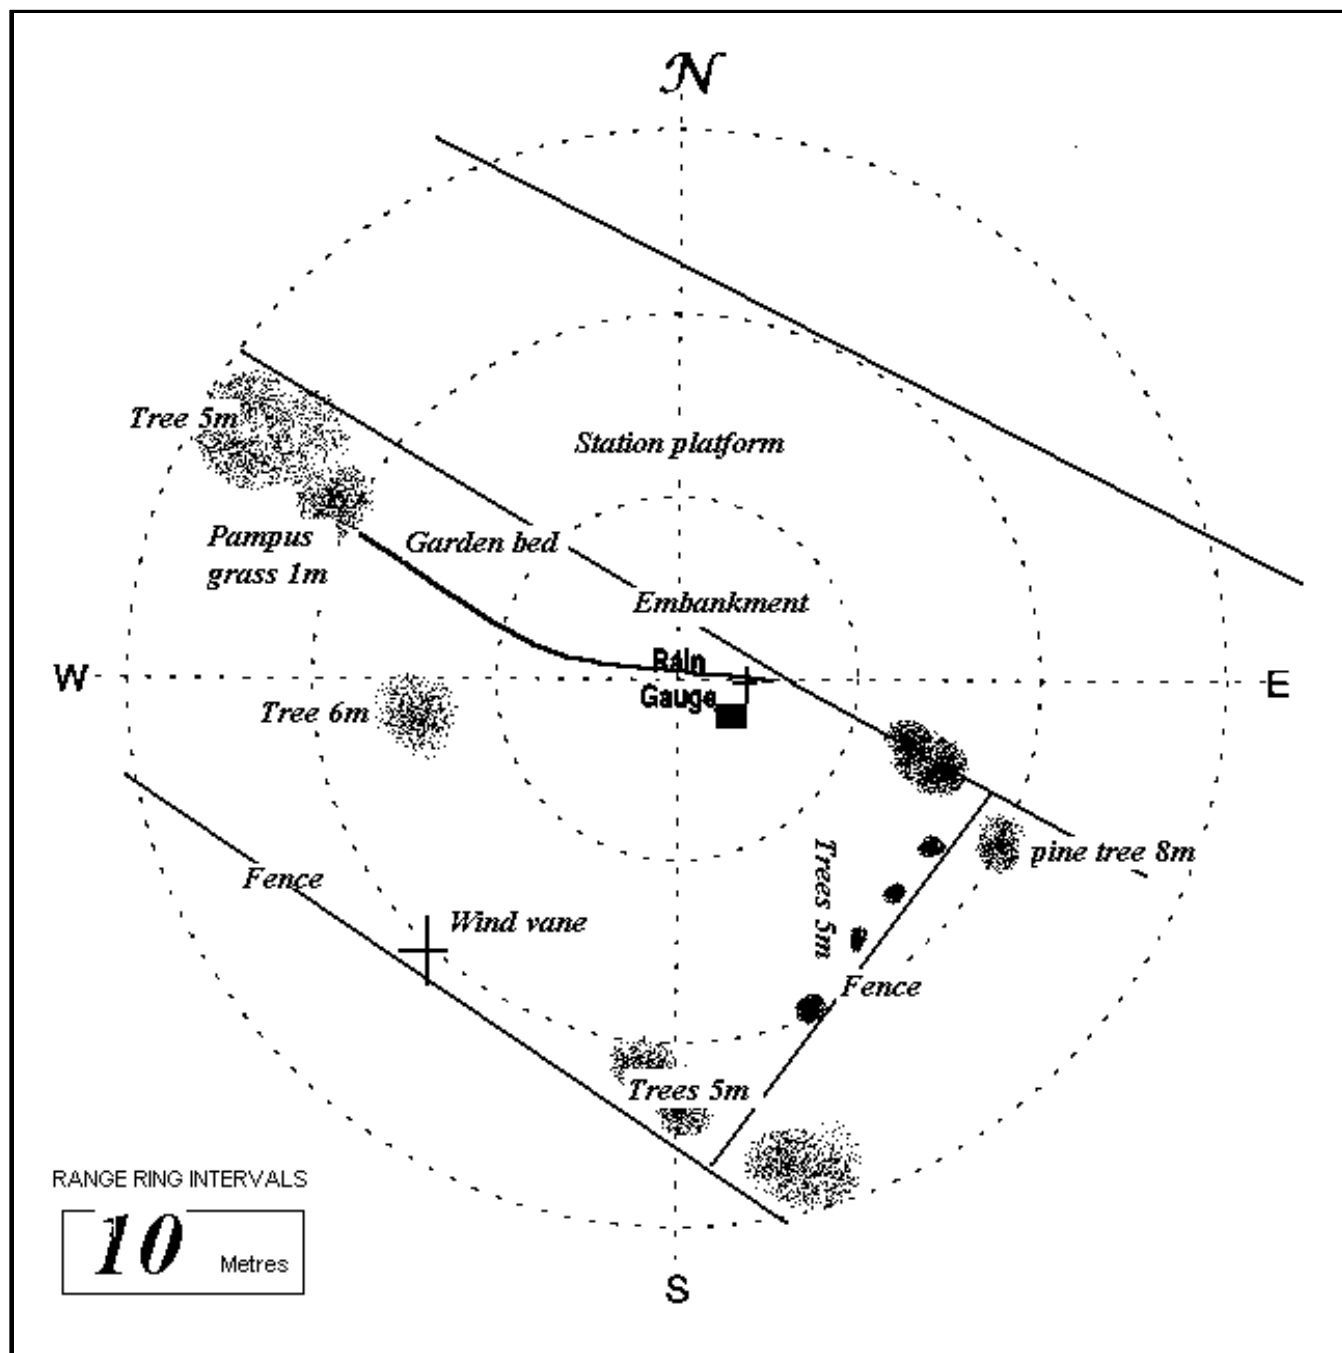 N
Tree 5m
Station platform
Pampus
grass 1m
Garden bed
Embankment
W
Rain
Gauge
E
Tree 6m
Trees 5m
pine tree 8m
Fence
Wind vane
Fence
Trees 5m
RANGE RING INTERVALS
10 Metres
S